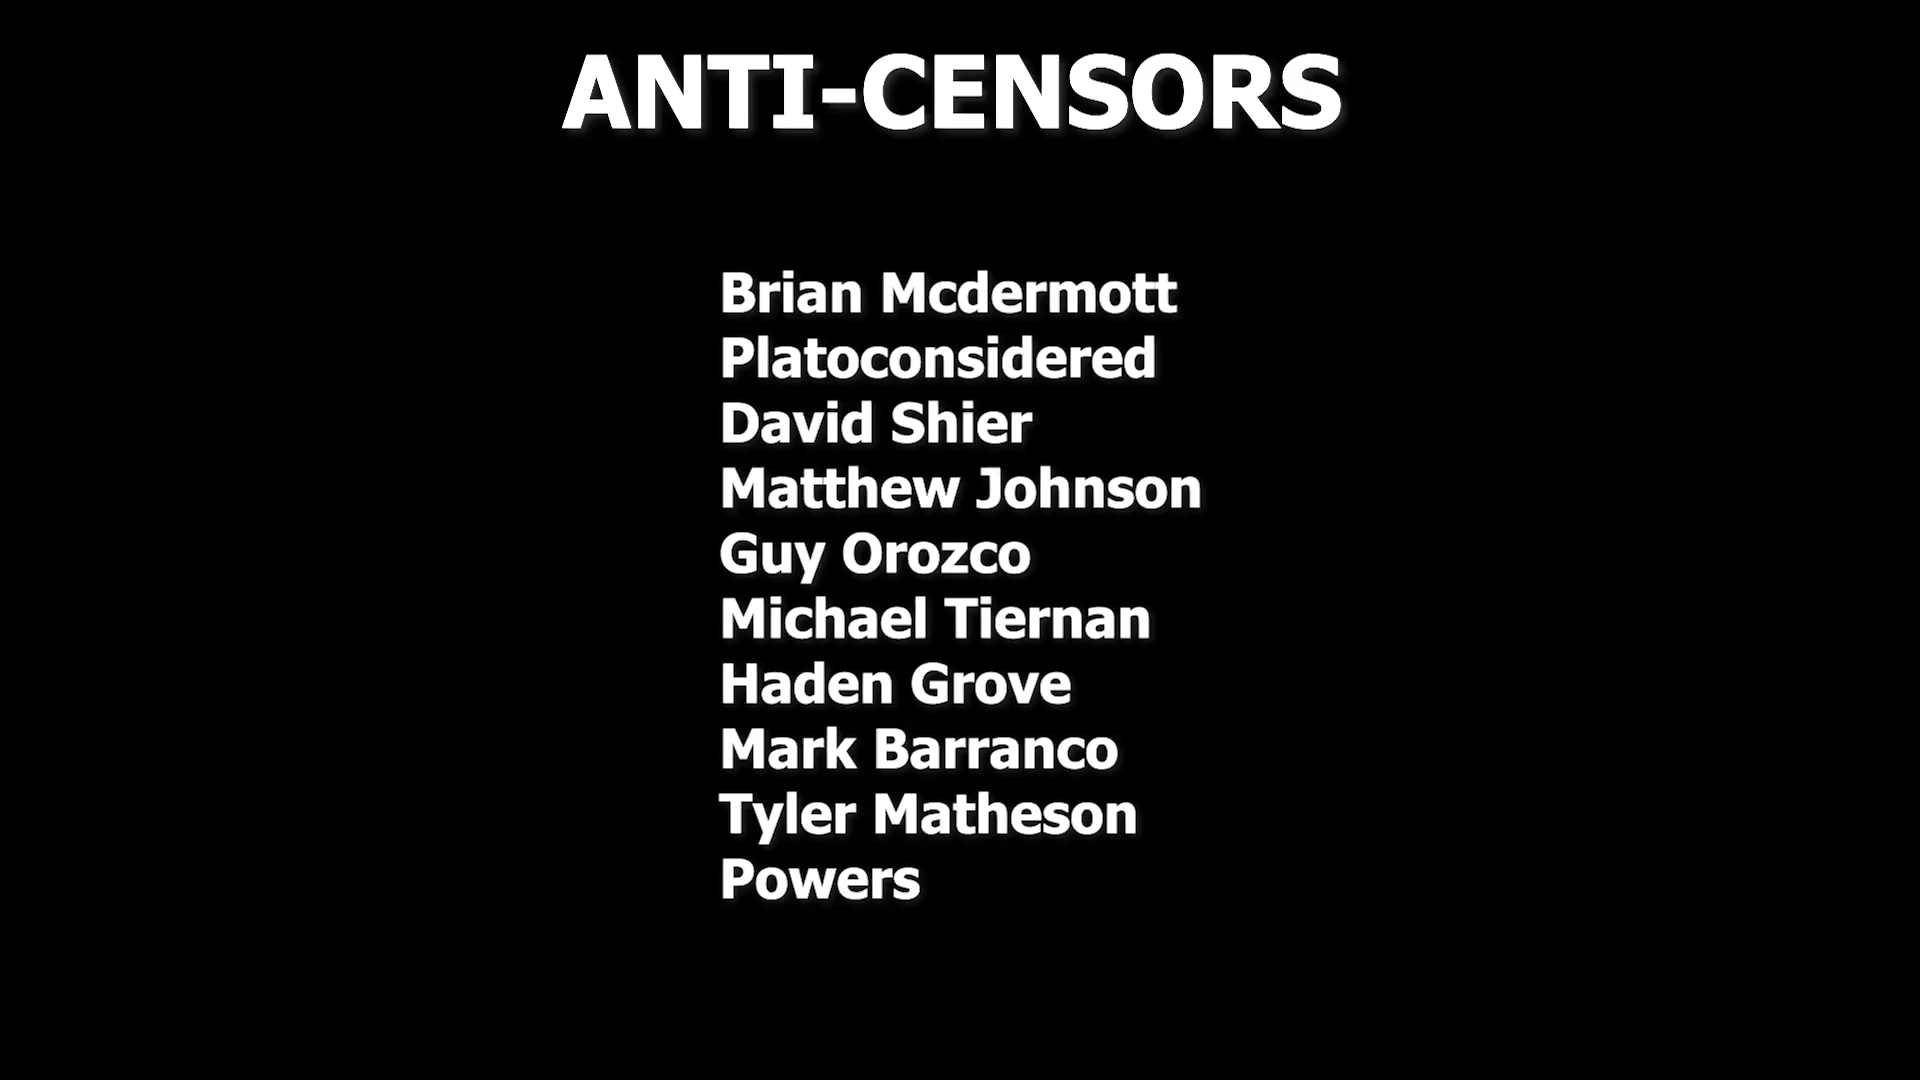 ANTI-CENSORS
Brian Mcdermott
Platoconsidered
David Shier
Matthew Johnson
Guy Orozco
Michael Tiernan
Haden Grove
Mark Barranco
Tyler Matheson
Powers